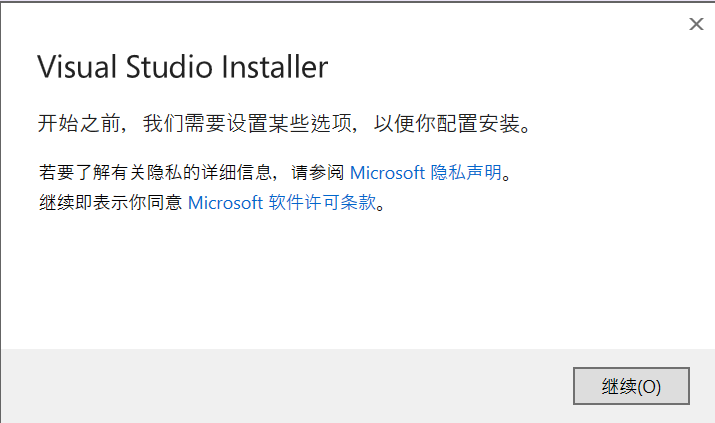 Visual Studio Installer
开始之前，我们需要设置某些选项，以便你配置安装。
若要了解有关隐私的详细信息，请参阅 Microsoft 隐私声明。
继续即表示你同意 Microsoft 软件许可条款。
继续(O)